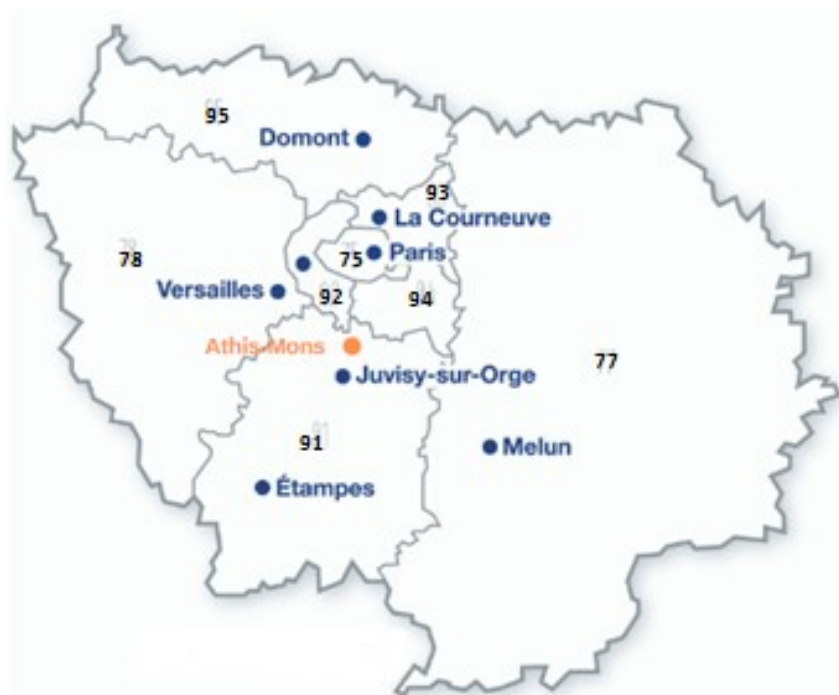 95
Domont
93
La Courneuve
78
75
Paris
Versailles
92
94
Athis-Mons
77
Juvisy-sur-Orge
91
Melun
Étampes